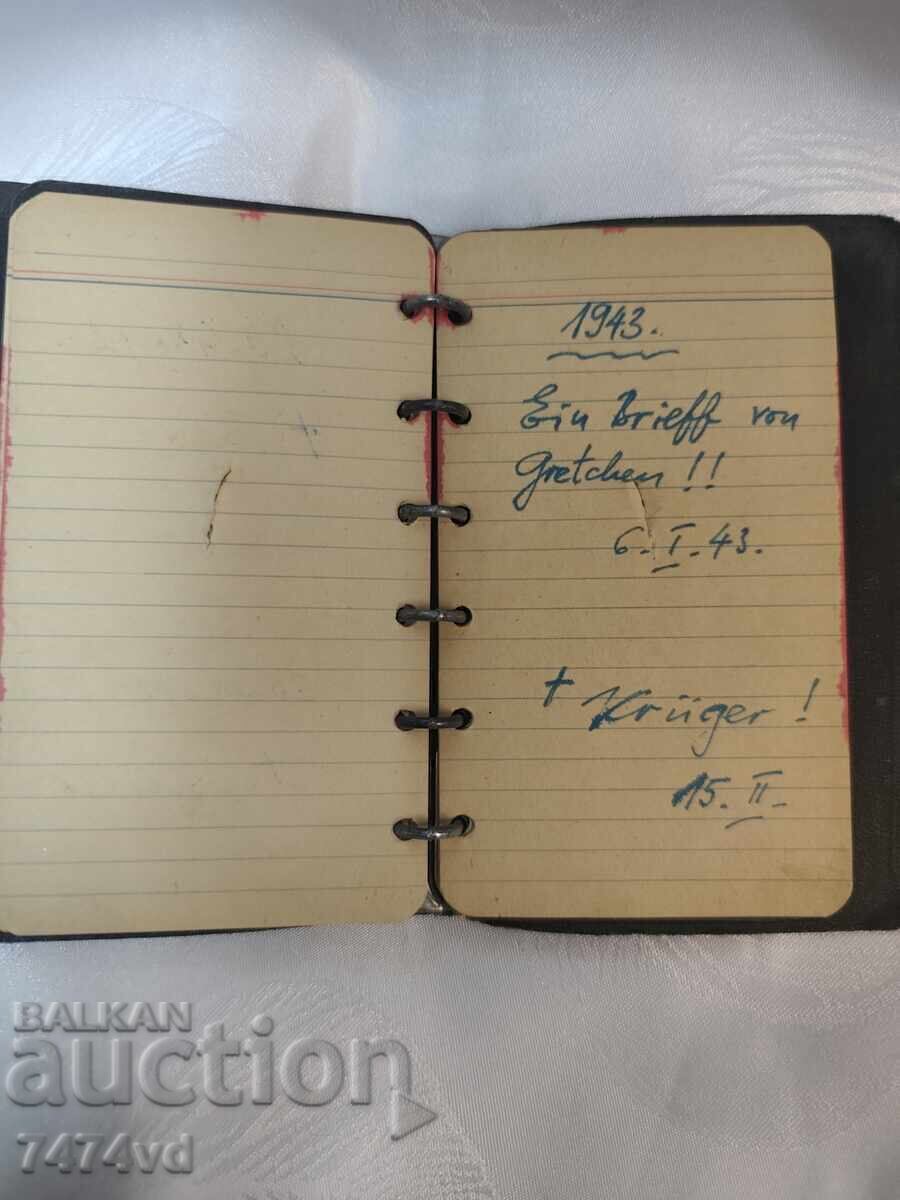 1943.
Ein Brieff von
Gretchen !!
6. I. 43.
+ Krüger !
15. II.
BALKAN
auction
7474vd